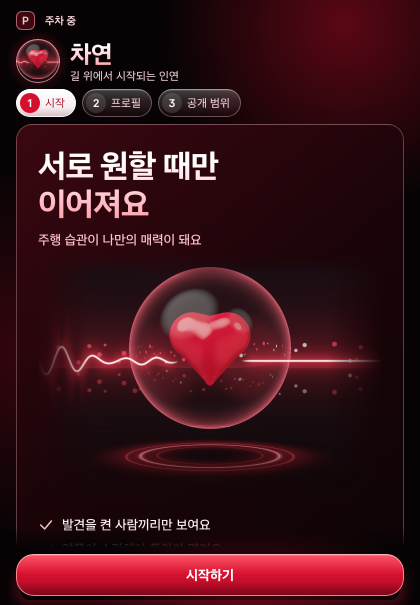 P 주차 중
차연
길 위에서 시작되는 인연
1 시작 2 프로필 3 공개 범위
서로 원할 때만
이어져요
주행 습관이 나만의 매력이 돼요
발견을 켠 사람끼리만 보여요
시작하기